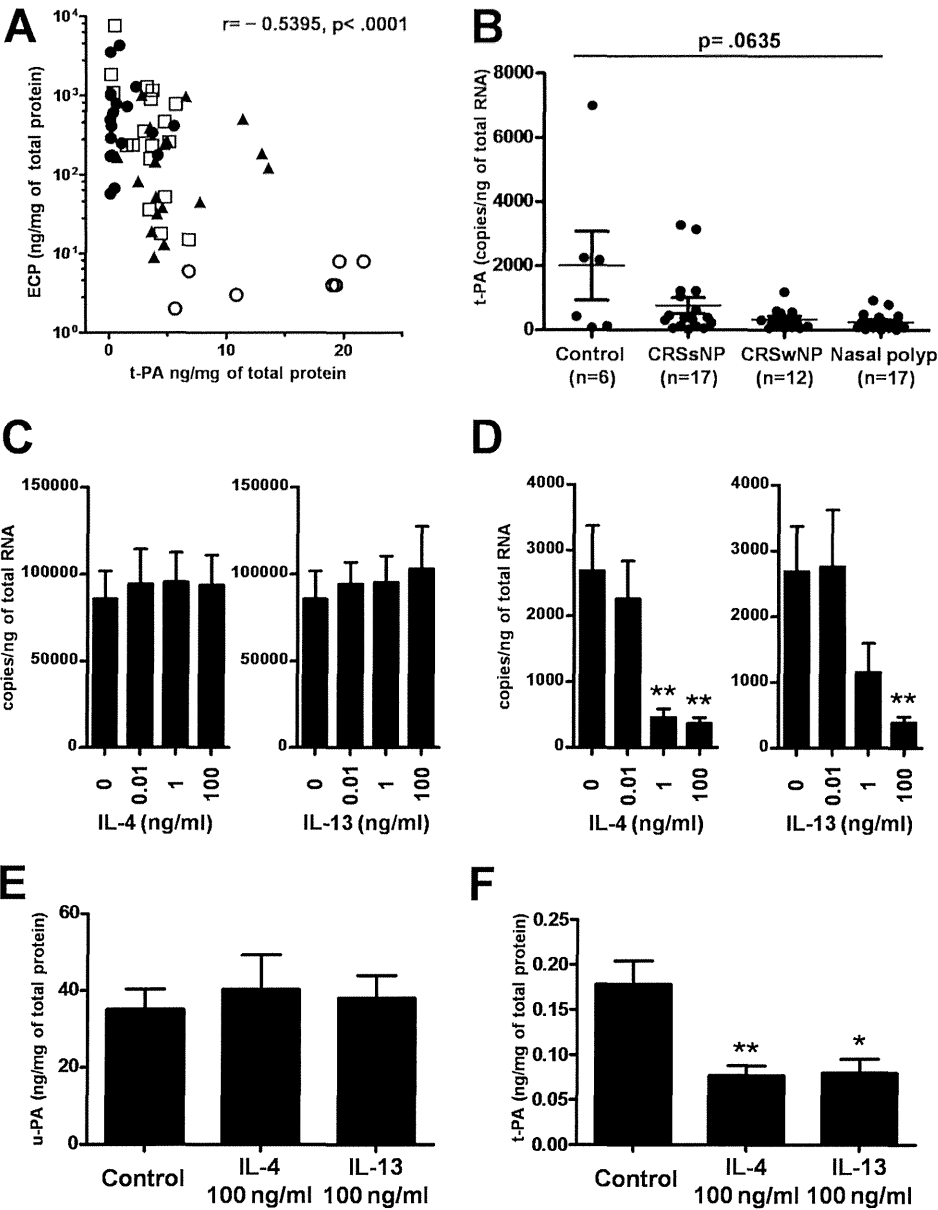 A
r= − 0.5395, p< .0001
ECP (ng/mg of total protein)
10⁴
10³
10²
10¹
10⁰
0
10
20
t-PA ng/mg of total protein
B
p= .0635
t-PA (copies/ng of total RNA)
8000
6000
4000
2000
0
Control
(n=6)
CRSsNP
(n=17)
CRSwNP
(n=12)
Nasal polyp
(n=17)
C
copies/ng of total RNA
150000
100000
50000
0
0
0.01
1
100
IL-4 (ng/ml)
150000
100000
50000
0
0
0.01
1
100
IL-13 (ng/ml)
D
copies/ng of total RNA
4000
3000
2000
1000
0
**
**
0
0.01
1
100
IL-4 (ng/ml)
4000
3000
2000
1000
0
**
0
0.01
1
100
IL-13 (ng/ml)
E
u-PA (ng/mg of total protein)
60
40
20
0
Control
IL-4
100 ng/ml
IL-13
100 ng/ml
F
t-PA (ng/mg of total protein)
0.25
0.20
0.15
0.10
0.05
0.00
**
*
Control
IL-4
100 ng/ml
IL-13
100 ng/ml